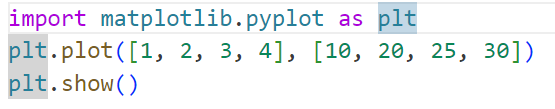 import matplotlib.pyplot as plt
plt.plot([1, 2, 3, 4], [10, 20, 25, 30])
plt.show()